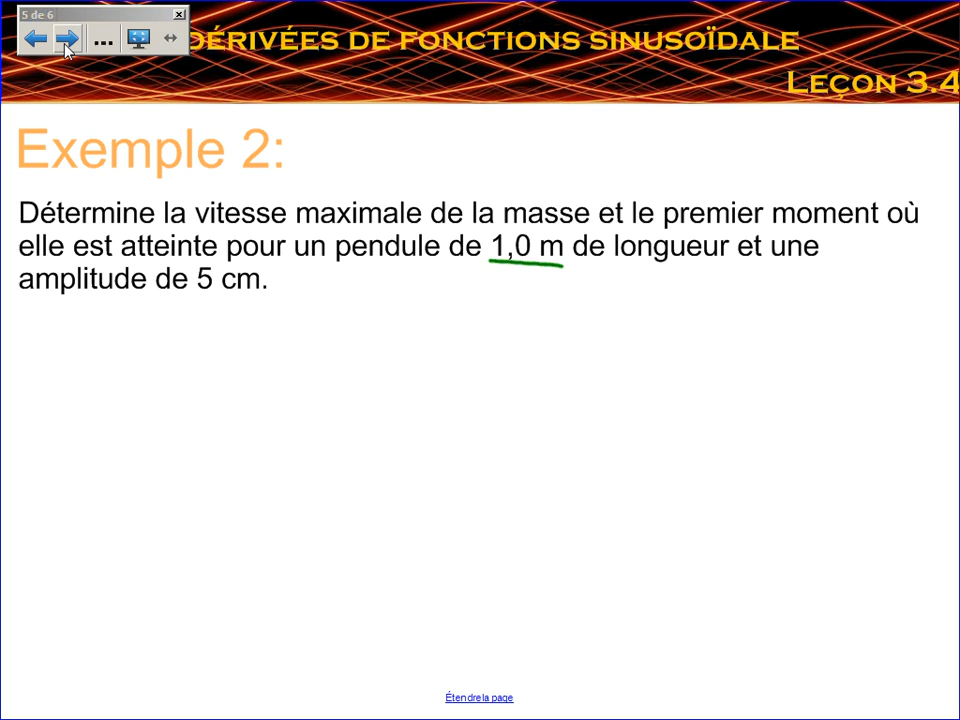 5 de 6
DÉRIVÉES DE FONCTIONS SINUSOÏDALE
LEÇON 3.4
Exemple 2:
Détermine la vitesse maximale de la masse et le premier moment où
elle est atteinte pour un pendule de 1,0 m de longueur et une
amplitude de 5 cm.
Étendre la page